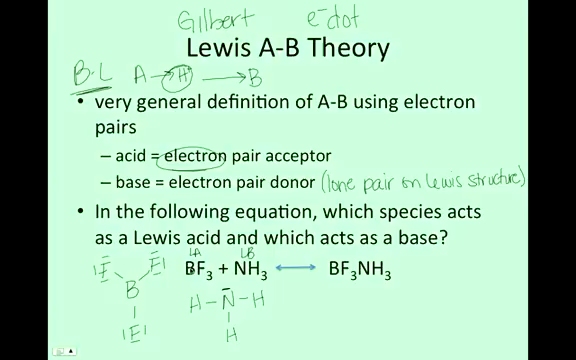 Gilbert e⁻dot
Lewis A-B Theory
B-L A → H⁺ → B
• very general definition of A-B using electron
pairs
– acid = electron pair acceptor
– base = electron pair donor (lone pair on Lewis structure)
• In the following equation, which species acts
as a Lewis acid and which acts as a base?
LA LB
BF₃ + NH₃ ⟷ BF₃NH₃
F F
B
H – N – H
F H